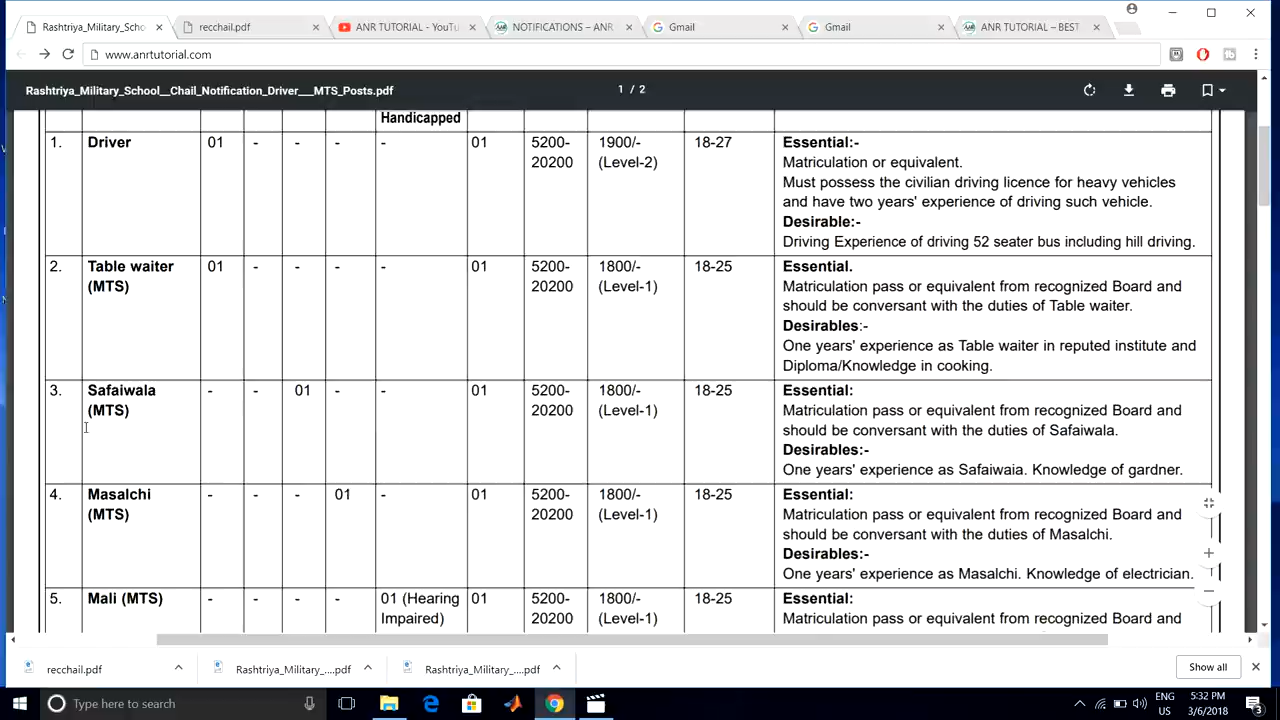 Rashtriya_Military_Scho
recchail.pdf
ANR TUTORIAL - YouTu
NOTIFICATIONS – ANR
Gmail
Gmail
ANR TUTORIAL – BEST
www.anrtutorial.com
Rashtriya_Military_School__Chail_Notification_Driver___MTS_Posts.pdf
1 / 2
Handicapped
1. Driver 01 - - - - 01 5200- 1900/- 18-27 Essential:-
20200 (Level-2) Matriculation or equivalent.
Must possess the civilian driving licence for heavy vehicles
and have two years' experience of driving such vehicle.
Desirable:-
Driving Experience of driving 52 seater bus including hill driving.
2. Table waiter 01 - - - - 01 5200- 1800/- 18-25 Essential.
(MTS) 20200 (Level-1) Matriculation pass or equivalent from recognized Board and
should be conversant with the duties of Table waiter.
Desirables:-
One years' experience as Table waiter in reputed institute and
Diploma/Knowledge in cooking.
3. Safaiwala - - 01 - - 01 5200- 1800/- 18-25 Essential:
(MTS) 20200 (Level-1) Matriculation pass or equivalent from recognized Board and
should be conversant with the duties of Safaiwala.
Desirables:-
One years' experience as Safaiwaia. Knowledge of gardner.
4. Masalchi - - - 01 - 01 5200- 1800/- 18-25 Essential:
(MTS) 20200 (Level-1) Matriculation pass or equivalent from recognized Board and
should be conversant with the duties of Masalchi.
Desirables:-
One years' experience as Masalchi. Knowledge of electrician.
5. Mali (MTS) - - - - 01 (Hearing 01 5200- 1800/- 18-25 Essential:
Impaired) 20200 (Level-1) Matriculation pass or equivalent from recognized Board and
recchail.pdf
Rashtriya_Military_....pdf
Rashtriya_Military_....pdf
Show all
Type here to search
ENG
US
5:32 PM
3/6/2018
3